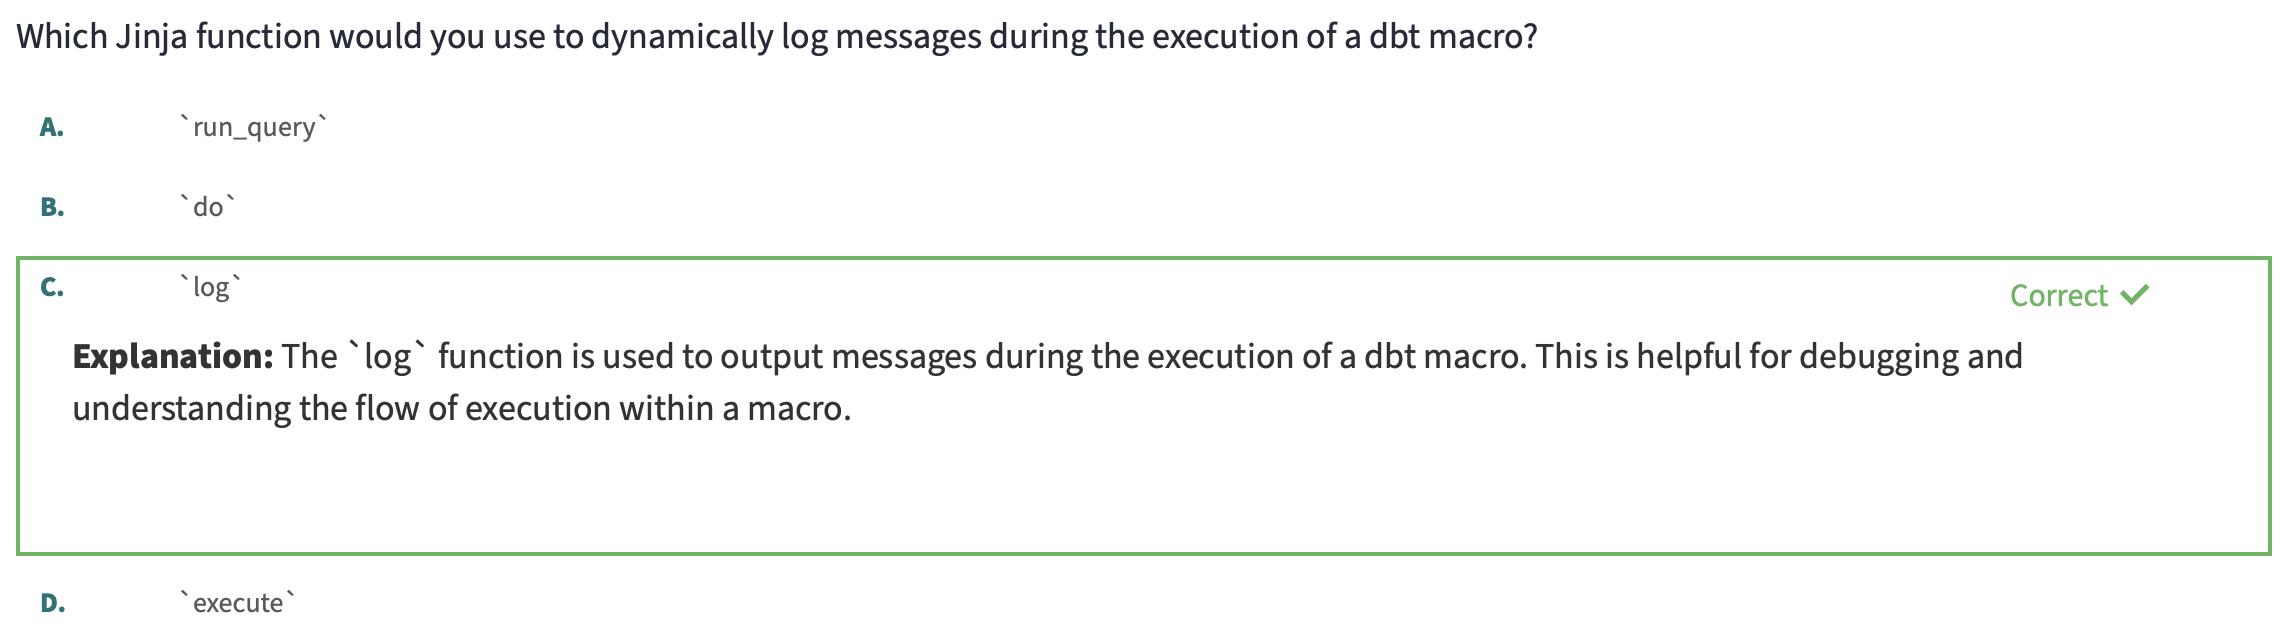 Which Jinja function would you use to dynamically log messages during the execution of a dbt macro?
A. `run_query`
B. `do`
C. `log`
Correct ✓
Explanation: The `log` function is used to output messages during the execution of a dbt macro. This is helpful for debugging and
understanding the flow of execution within a macro.
D. `execute`